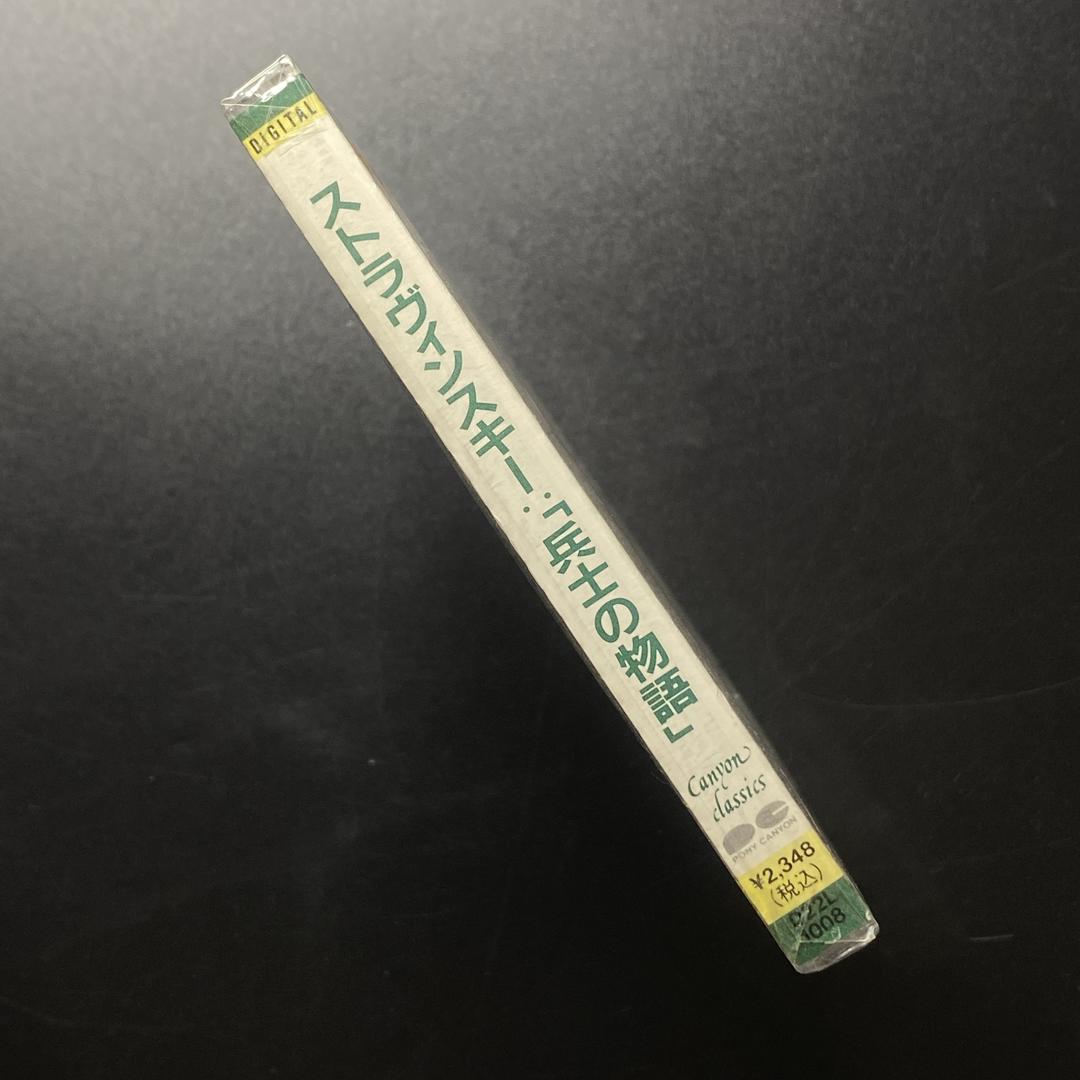 DIGITAL
ストラヴィンスキー:「兵士の物語」
Canyon
classics
PC
PONY CANYON
¥2,348
(税込)
D22L
1008